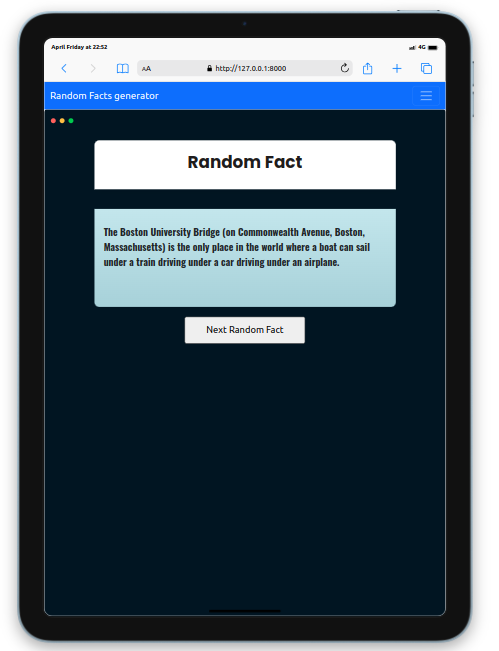 April Friday at 22:52
4G
AA
http://127.0.0.1:8000
Random Facts generator
Random Fact
The Boston University Bridge (on Commonwealth Avenue, Boston,
Massachusetts) is the only place in the world where a boat can sail
under a train driving under a car driving under an airplane.
Next Random Fact